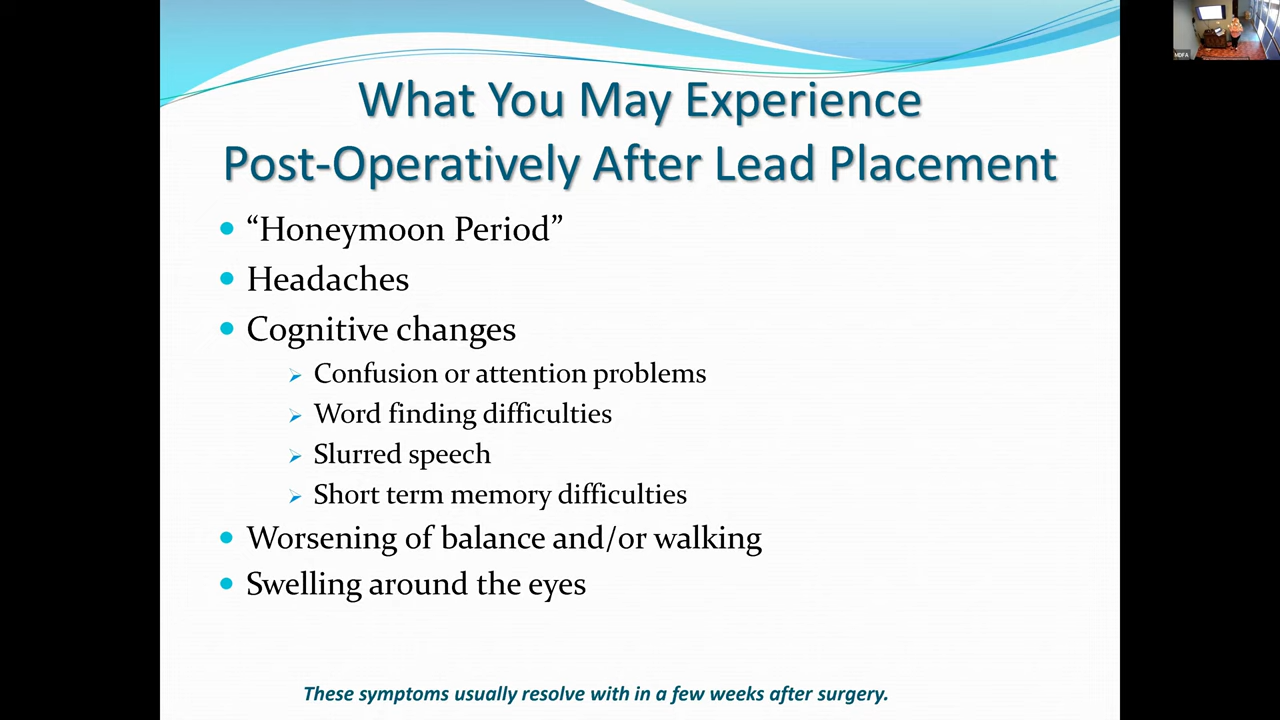 What You May Experience
Post-Operatively After Lead Placement
“Honeymoon Period”
Headaches
Cognitive changes
Confusion or attention problems
Word finding difficulties
Slurred speech
Short term memory difficulties
Worsening of balance and/or walking
Swelling around the eyes
These symptoms usually resolve with in a few weeks after surgery.
MDFA